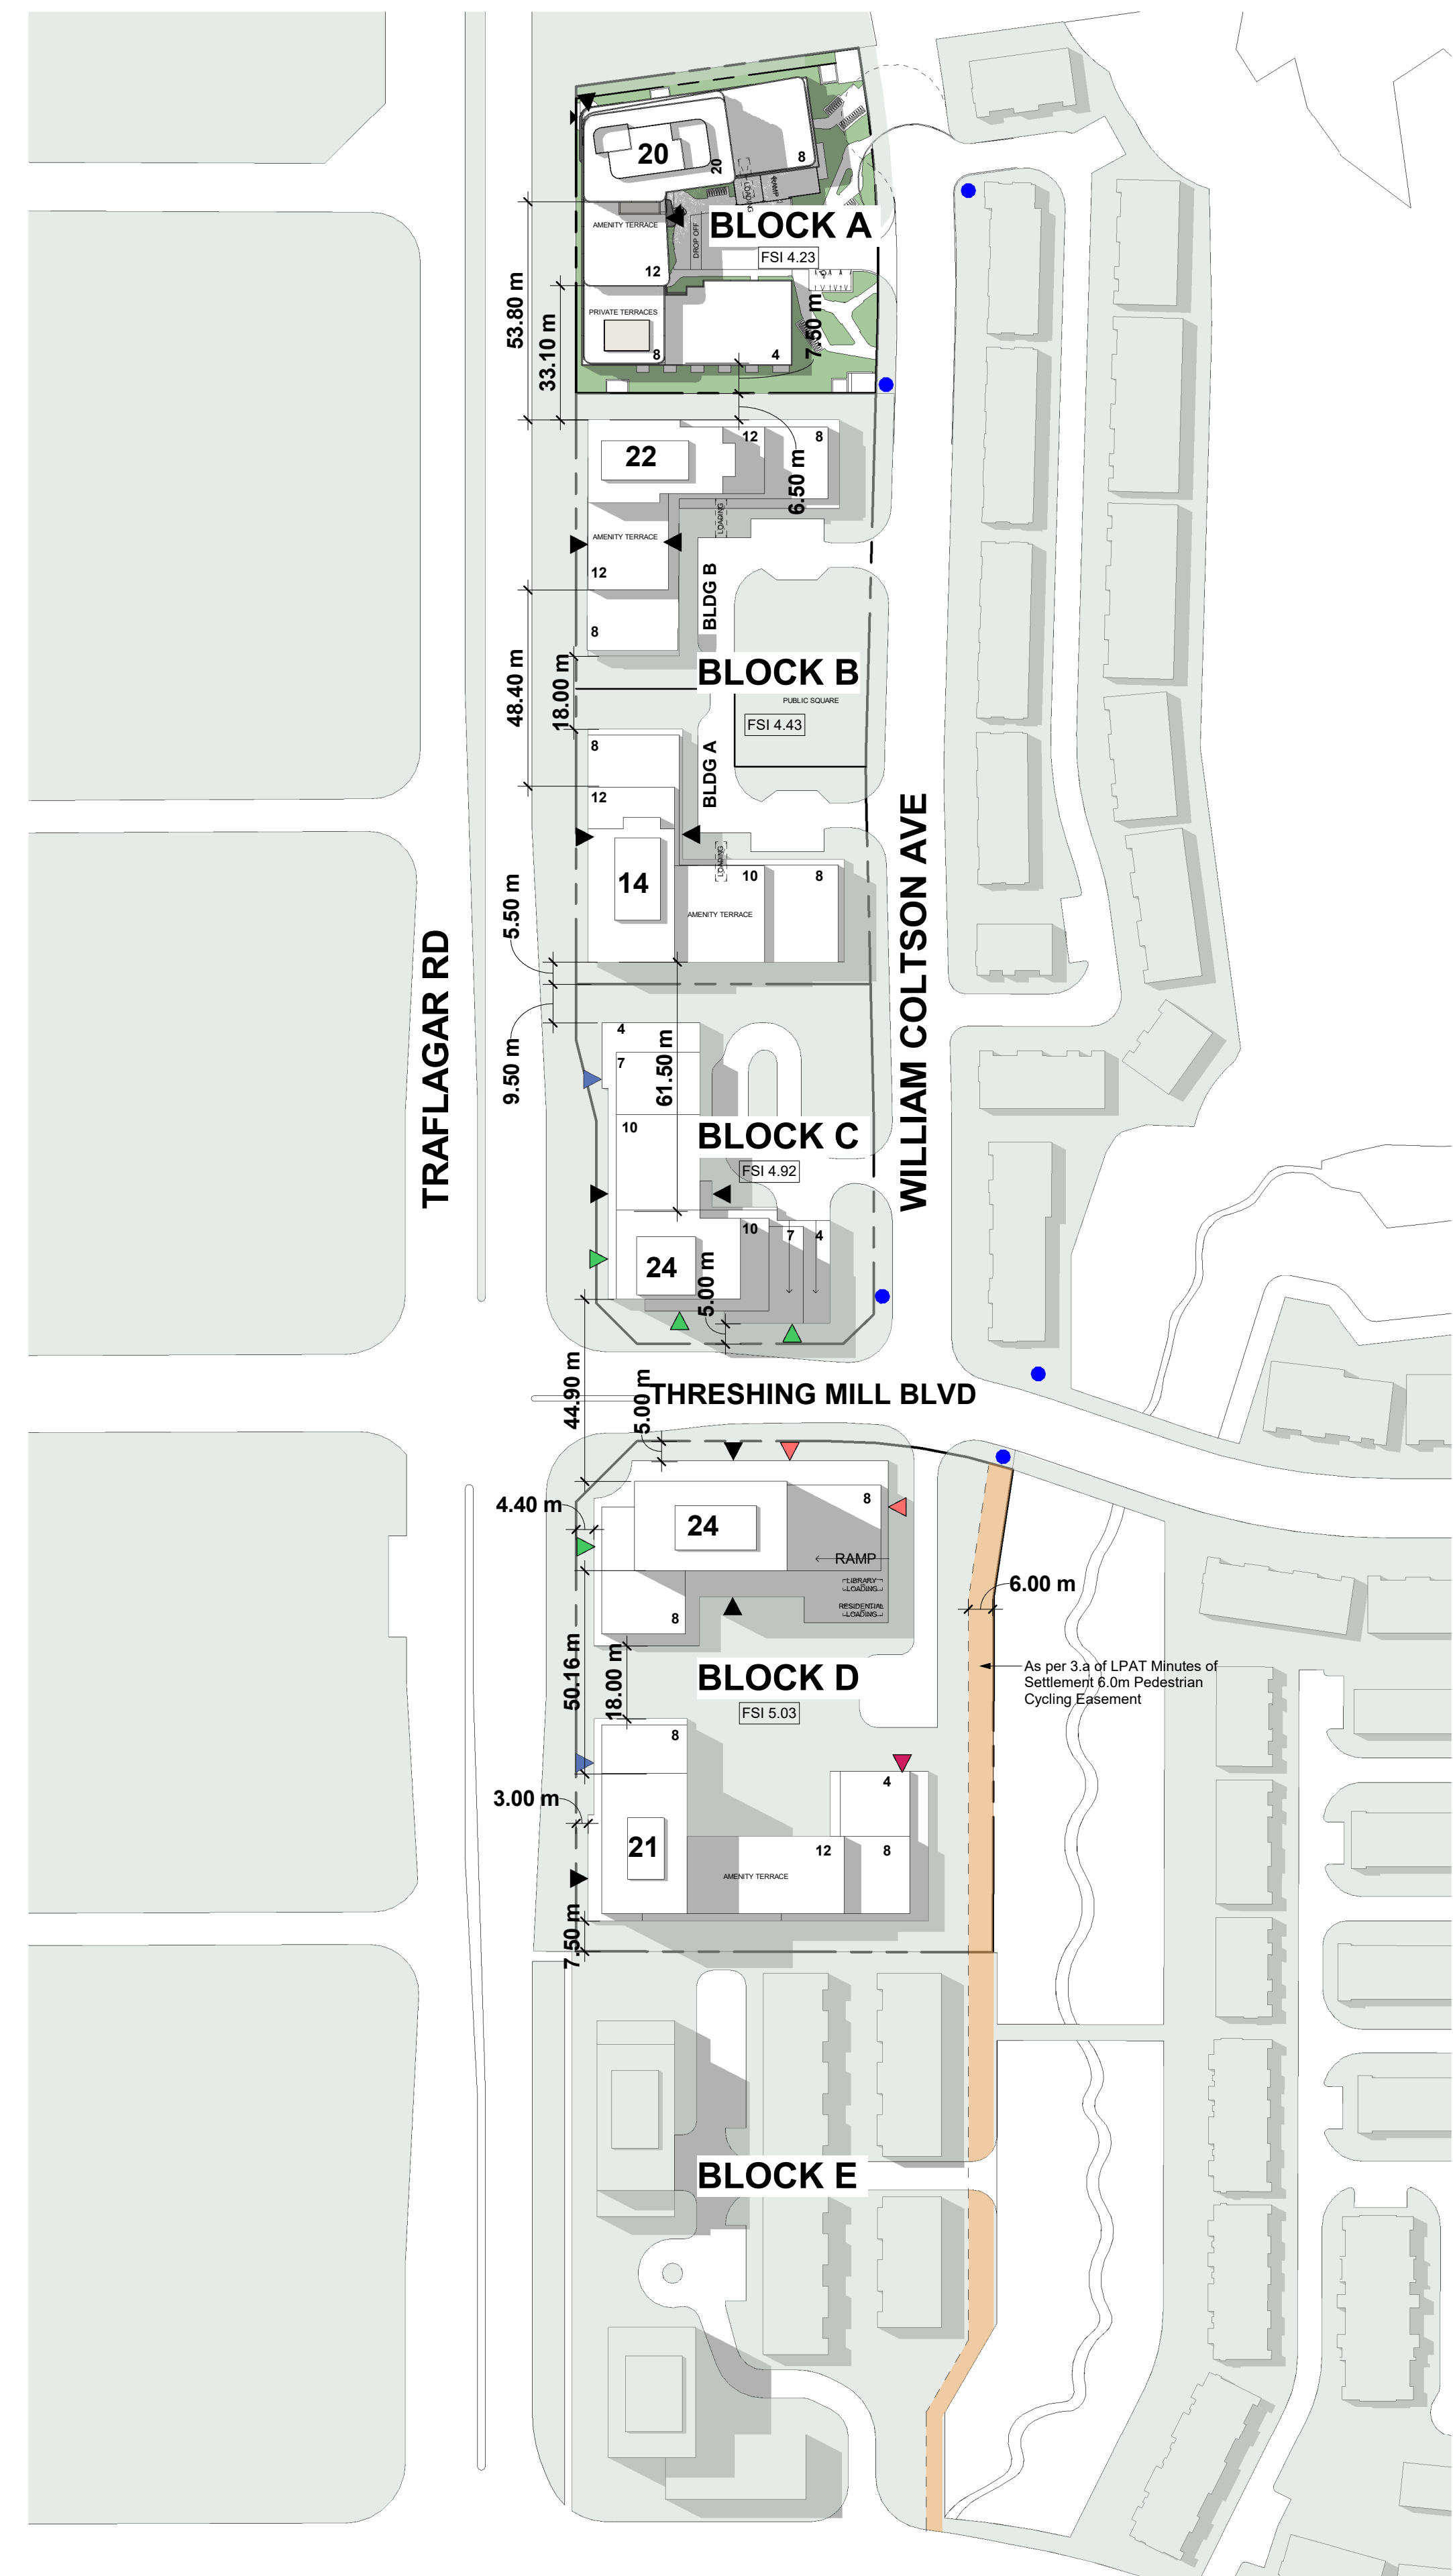 20
20
8
LOADING
RAMP
BLOCK A
AMENITY TERRACE
DROP OFF
FSI 4.23
12
53.80 m
33.10 m
PRIVATE TERRACES
7.50 m
8
4
22
12
8
6.50 m
LOADING
AMENITY TERRACE
12
BLDG B
8
BLOCK B
48.40 m
18.00 m
PUBLIC SQUARE
FSI 4.43
8
BLDG A
12
LOADING
14
10
8
AMENITY TERRACE
5.50 m
WILLIAM COLTSON AVE
TRAFLAGAR RD
9.50 m
4
7
61.50 m
10
BLOCK C
FSI 4.92
10
7
4
24
5.00 m
44.90 m
5.00 m
THRESHING MILL BLVD
4.40 m
8
24
RAMP
LIBRARY
LOADING
RESIDENTIAL
LOADING
8
6.00 m
50.16 m
18.00 m
As per 3.a of LPAT Minutes of
Settlement 6.0m Pedestrian
Cycling Easement
BLOCK D
FSI 5.03
8
4
3.00 m
21
12
8
AMENITY TERRACE
7.50 m
BLOCK E